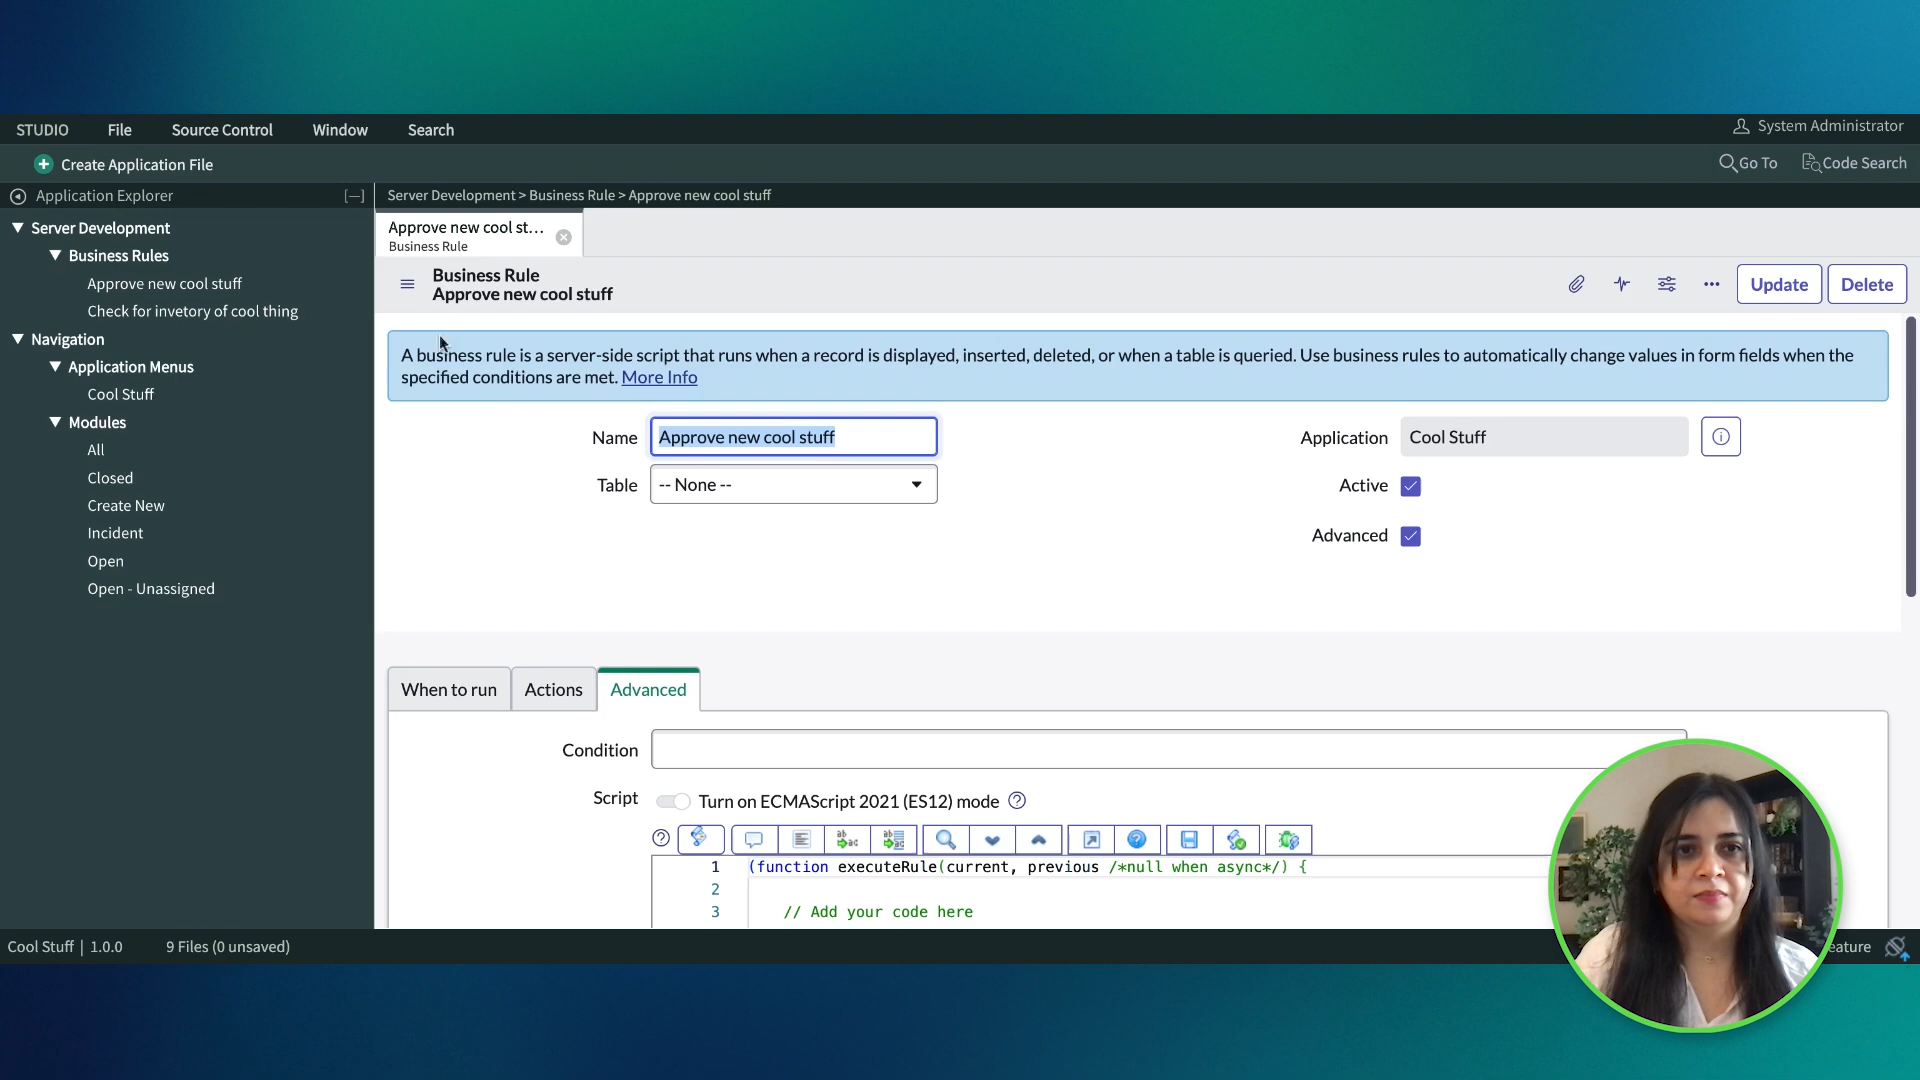 STUDIO File Source Control Window Search System Administrator
Create Application File Go To Code Search
Application Explorer [—] Server Development > Business Rule > Approve new cool stuff
Server Development
Business Rules
Approve new cool stuff
Check for invetory of cool thing
Navigation
Application Menus
Cool Stuff
Modules
All
Closed
Create New
Incident
Open
Open - Unassigned
Approve new cool st...
Business Rule
Business Rule
Approve new cool stuff
Update Delete
A business rule is a server-side script that runs when a record is displayed, inserted, deleted, or when a table is queried. Use business rules to automatically change values in form fields when the
specified conditions are met. More Info
Name Approve new cool stuff Application Cool Stuff
Table -- None -- Active
Advanced
When to run Actions Advanced
Condition
Script Turn on ECMAScript 2021 (ES12) mode
1 (function executeRule(current, previous /*null when async*/) {
2
3 // Add your code here
Cool Stuff | 1.0.0 9 Files (0 unsaved) eature